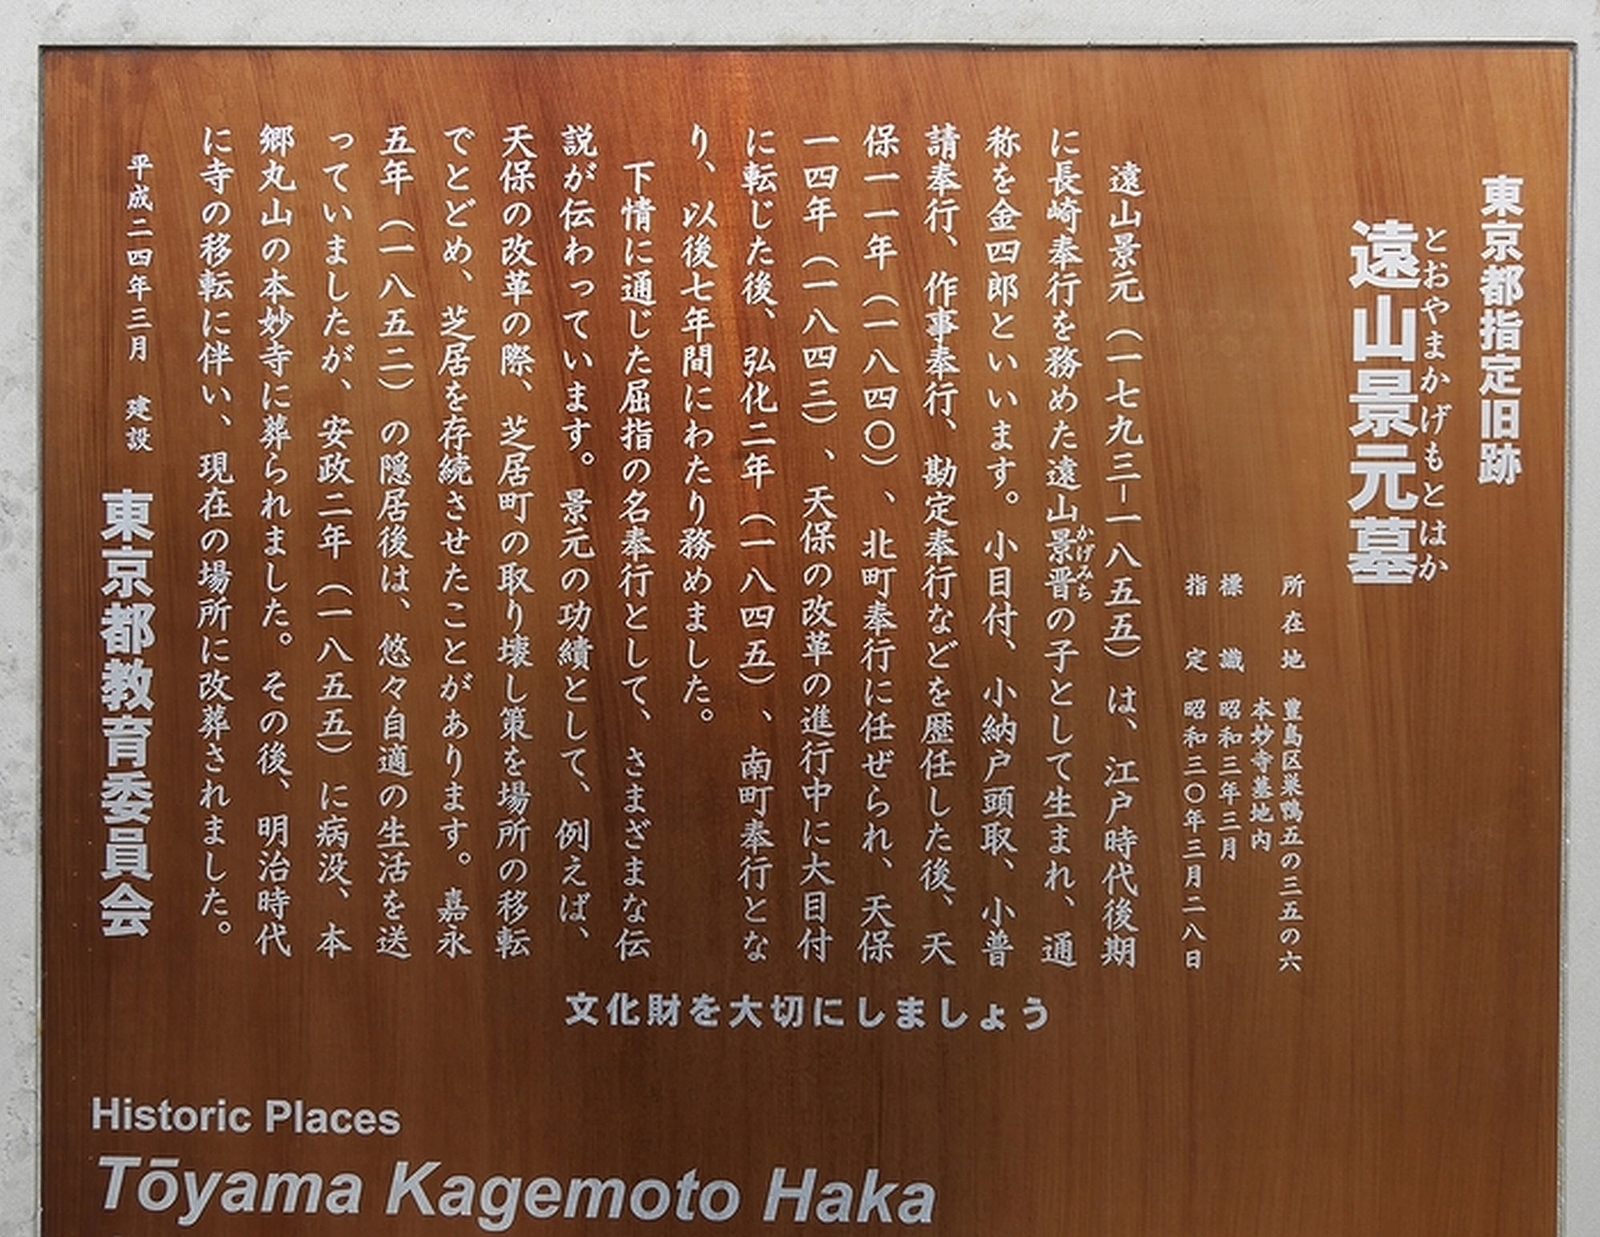 東京都指定旧跡
とおやまかげもとはか
遠山景元墓
所在地 豊島区巣鴨五の三五の六
本妙寺墓地内
標識 昭和三年三月
指定 昭和三〇年三月二八日
遠山景元（一七九三ー一八五五）は、江戸時代後期
に長崎奉行を務めた遠山景晋の子として生まれ、通
かげみち
称を金四郎といいます。小目付、小納戸頭取、小普
請奉行、作事奉行、勘定奉行などを歴任した後、天
保一一年（一八四〇）、北町奉行に任ぜられ、天保
一四年（一八四三）、天保の改革の進行中に大目付
に転じた後、弘化二年（一八四五）、南町奉行とな
り、以後七年間にわたり務めました。
下情に通じた屈指の名奉行として、さまざまな伝
説が伝わっています。景元の功績として、例えば、
天保の改革の際、芝居町の取り壊し策を場所の移転
でとどめ、芝居を存続させたことがあります。嘉永
五年（一八五二）の隠居後は、悠々自適の生活を送
っていましたが、安政二年（一八五五）に病没、本
郷丸山の本妙寺に葬られました。その後、明治時代
に寺の移転に伴い、現在の場所に改葬されました。
平成二四年三月 建設
東京都教育委員会
文化財を大切にしましょう
Historic Places
Tōyama Kagemoto Haka